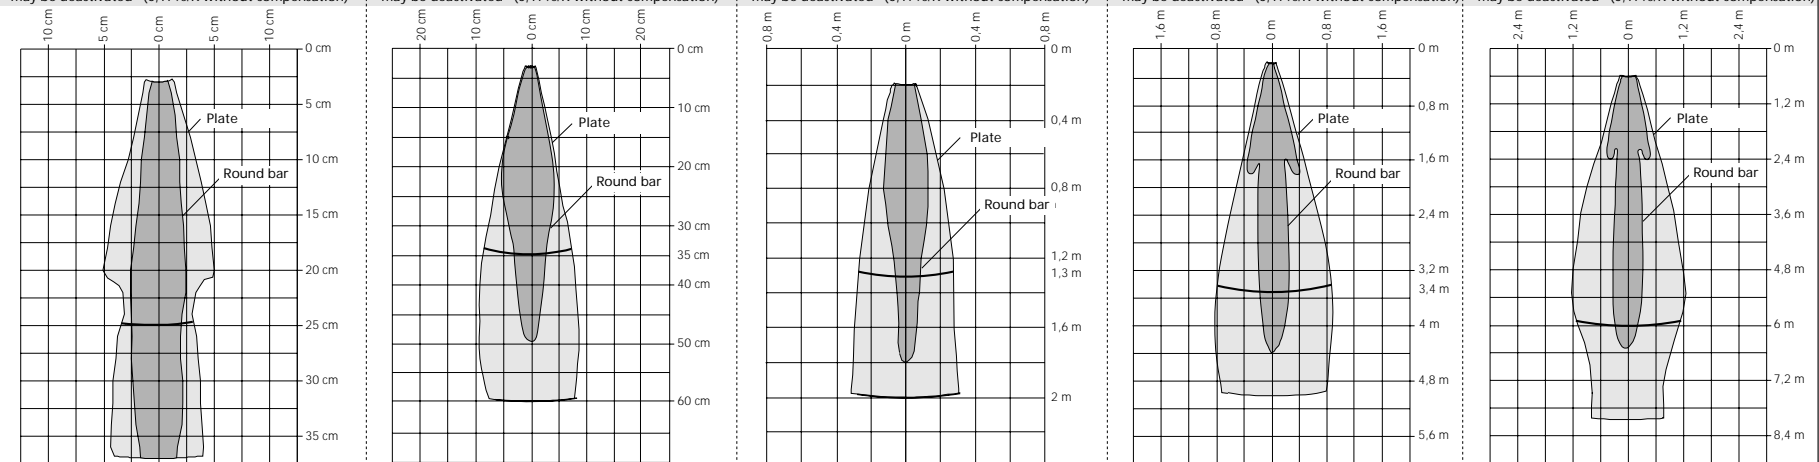 may be deactivated
10 cm
5 cm
0 cm
5 cm
10 cm
0 cm
5 cm
Plate
10 cm
Round bar
15 cm
20 cm
25 cm
30 cm
35 cm
20 cm
10 cm
0 cm
10 cm
20 cm
0 cm
10 cm
Plate
20 cm
Round bar
30 cm
35 cm
40 cm
50 cm
60 cm
0,8 m
0,4 m
0 m
0,4 m
0,8 m
0 m
0,4 m
Plate
0,8 m
Round bar
1,2 m
1,3 m
1,6 m
2 m
1,6 m
0,8 m
0 m
0,8 m
1,6 m
0 m
0,8 m
Plate
1,6 m
Round bar
2,4 m
3,2 m
3,4 m
4 m
4,8 m
5,6 m
2,4 m
1,2 m
0 m
1,2 m
2,4 m
0 m
1,2 m
Plate
2,4 m
Round bar
3,6 m
4,8 m
6 m
7,2 m
8,4 m